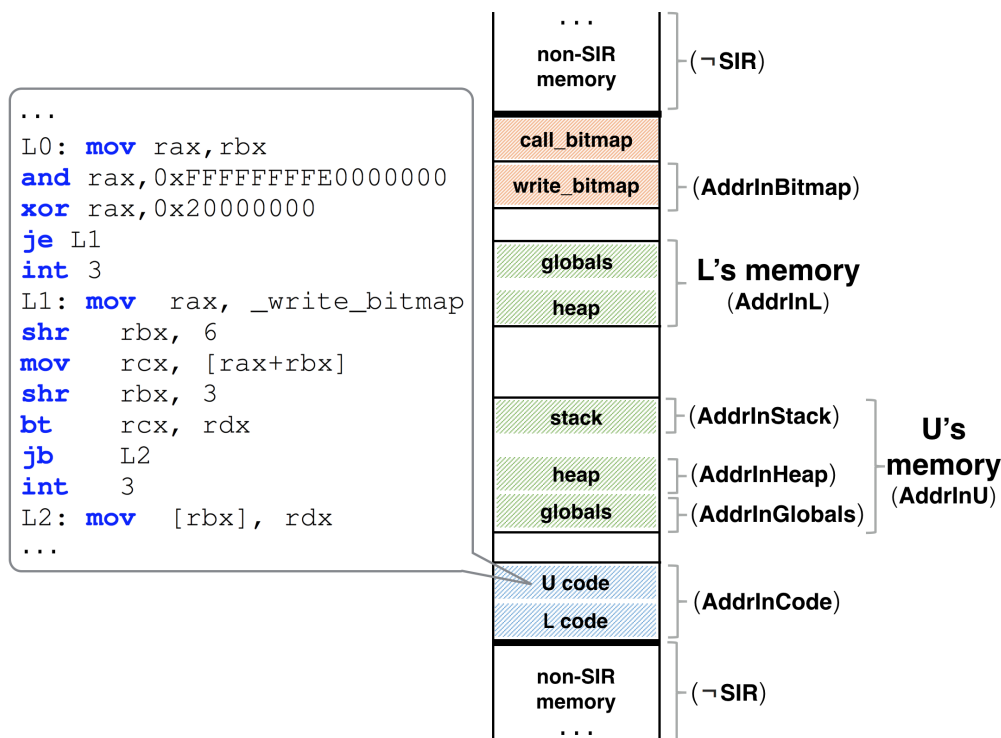 ...
L0: mov rax,rbx
and rax,0xFFFFFFFFE0000000
xor rax,0x20000000
je L1
int 3
L1: mov rax, _write_bitmap
shr rbx, 6
mov rcx, [rax+rbx]
shr rbx, 3
bt rcx, rdx
jb L2
int 3
L2: mov [rbx], rdx
...
...
non-SIR
memory
(¬SIR)
call_bitmap
write_bitmap
(AddrInBitmap)
globals
heap
L's memory
(AddrInL)
stack
(AddrInStack)
heap
(AddrInHeap)
globals
(AddrInGlobals)
U's
memory
(AddrInU)
U code
L code
(AddrInCode)
non-SIR
memory
(¬SIR)
...